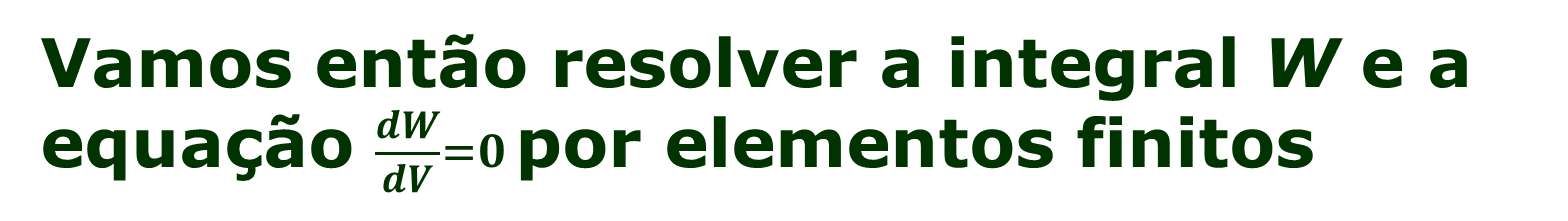 Vamos então resolver a integral W e a
equação dW/dV=0 por elementos finitos